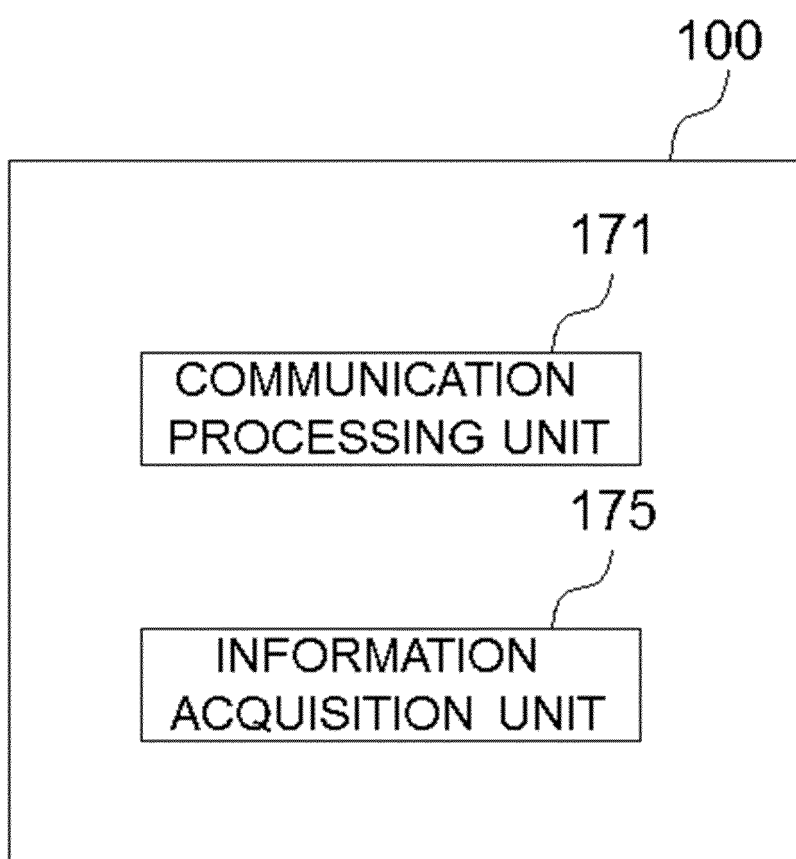 100
171
COMMUNICATION
PROCESSING UNIT
175
INFORMATION
ACQUISITION UNIT